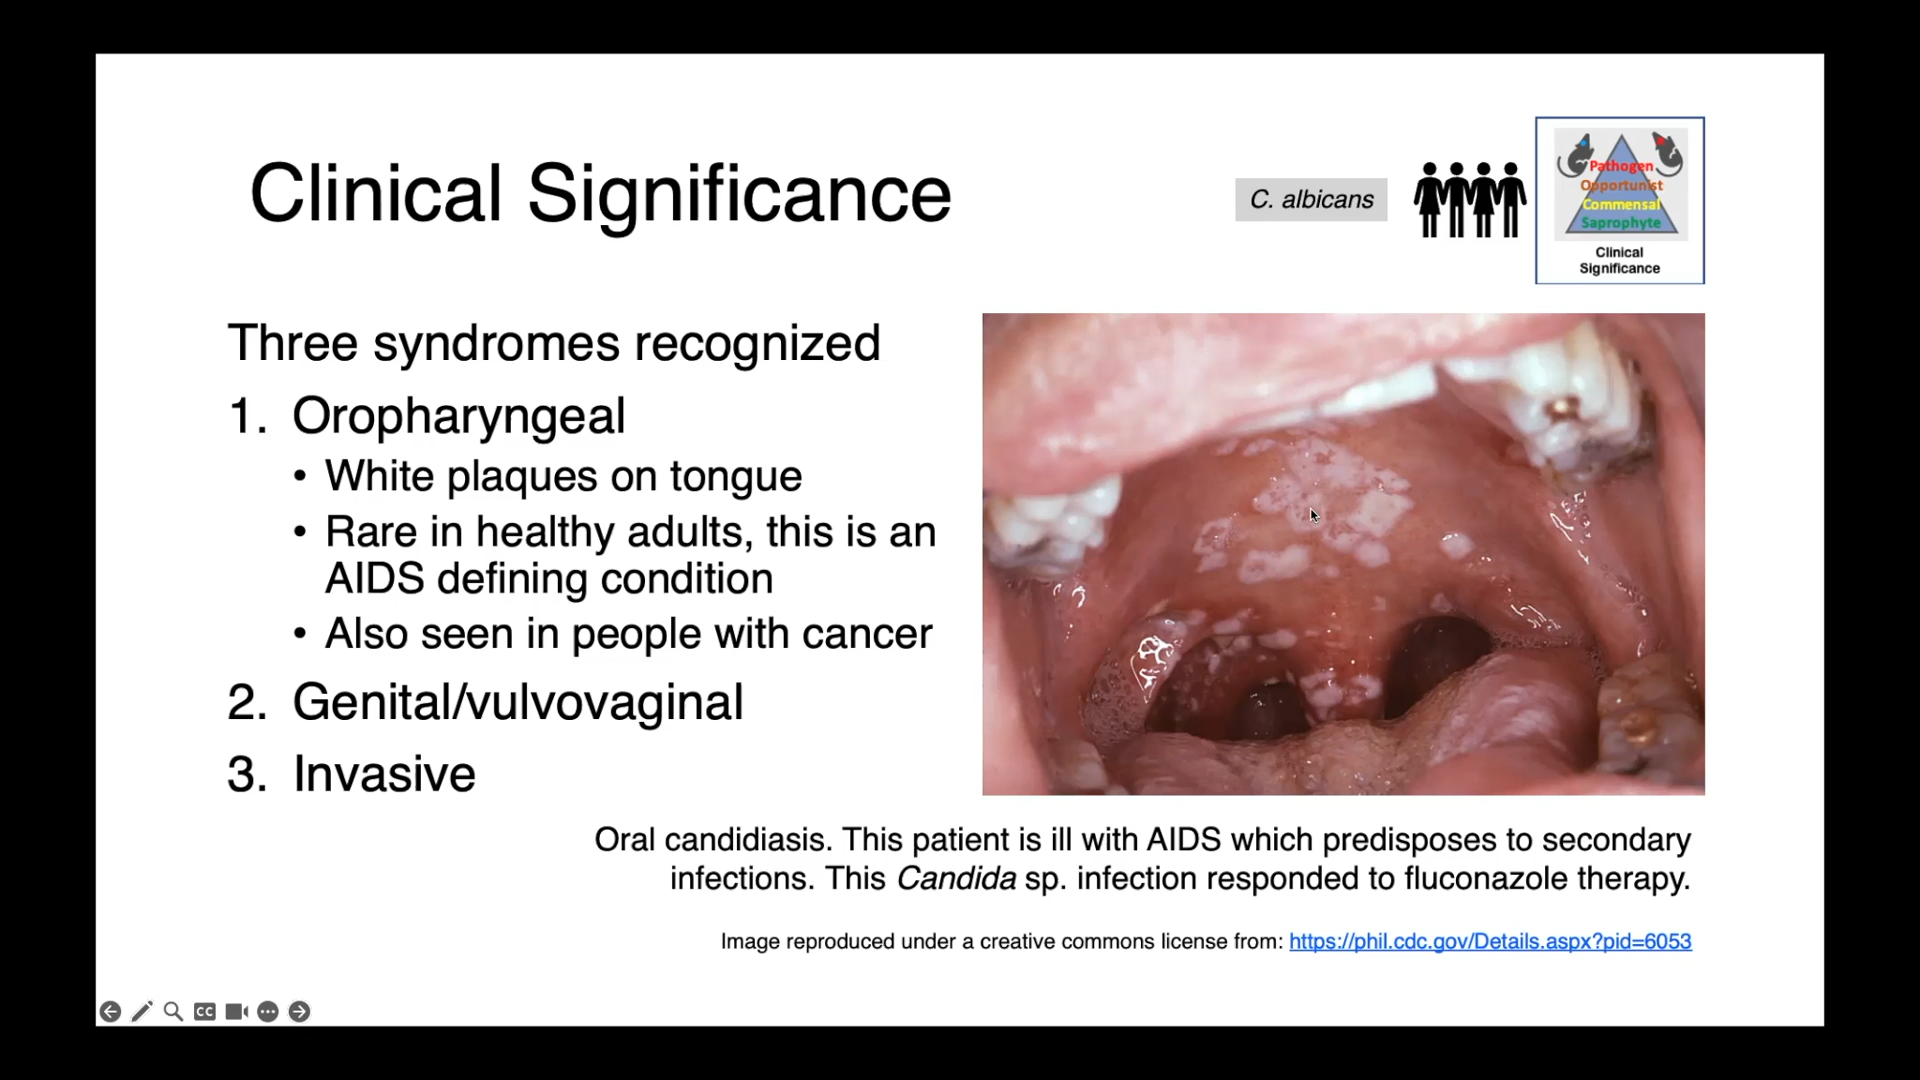 Clinical Significance
C. albicans
Pathogen
Opportunist
Commensal
Saprophyte
Clinical
Significance
Three syndromes recognized
1. Oropharyngeal
• White plaques on tongue
• Rare in healthy adults, this is an
AIDS defining condition
• Also seen in people with cancer
2. Genital/vulvovaginal
3. Invasive
Oral candidiasis. This patient is ill with AIDS which predisposes to secondary
infections. This Candida sp. infection responded to fluconazole therapy.
Image reproduced under a creative commons license from: https://phil.cdc.gov/Details.aspx?pid=6053
CC